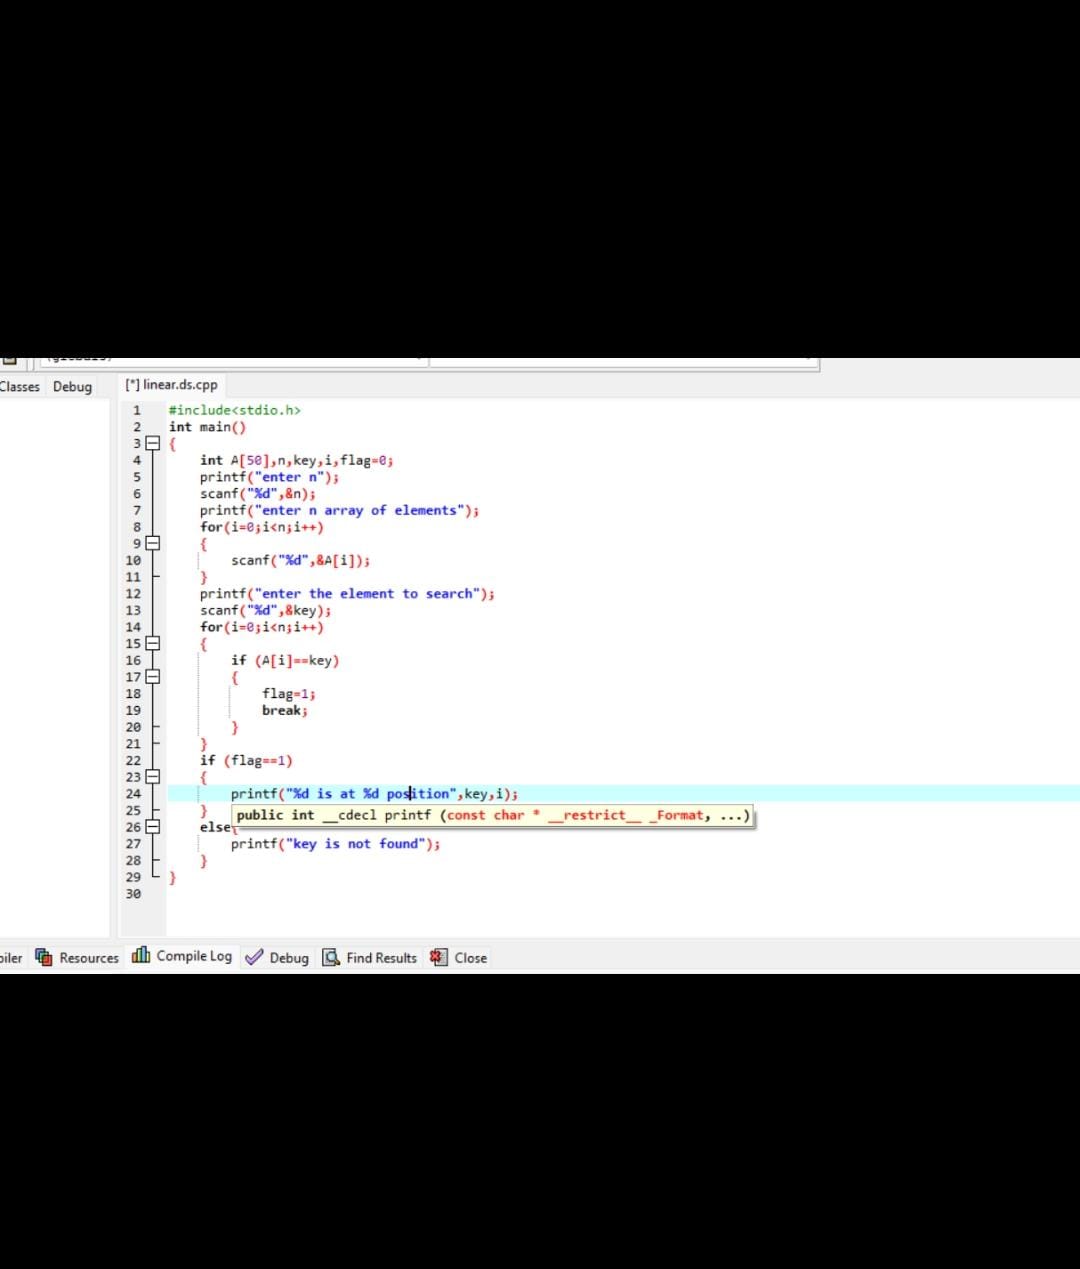 Classes Debug [*] linear.ds.cpp
1 #include<stdio.h>
2 int main()
3 {
4 int A[50],n,key,i,flag=0;
5 printf("enter n");
6 scanf("%d",&n);
7 printf("enter n array of elements");
8 for(i=0;i<n;i++)
9 {
10 scanf("%d",&A[i]);
11 }
12 printf("enter the element to search");
13 scanf("%d",&key);
14 for(i=0;i<n;i++)
15 {
16 if (A[i]==key)
17 {
18 flag=1;
19 break;
20 }
21 }
22 if (flag==1)
23 {
24 printf("%d is at %d position",key,i);
25 }
public int __cdecl printf (const char * __restrict__ _Format, ...)
26 else{
27 printf("key is not found");
28 }
29 }
30
Resources Compile Log Debug Find Results Close